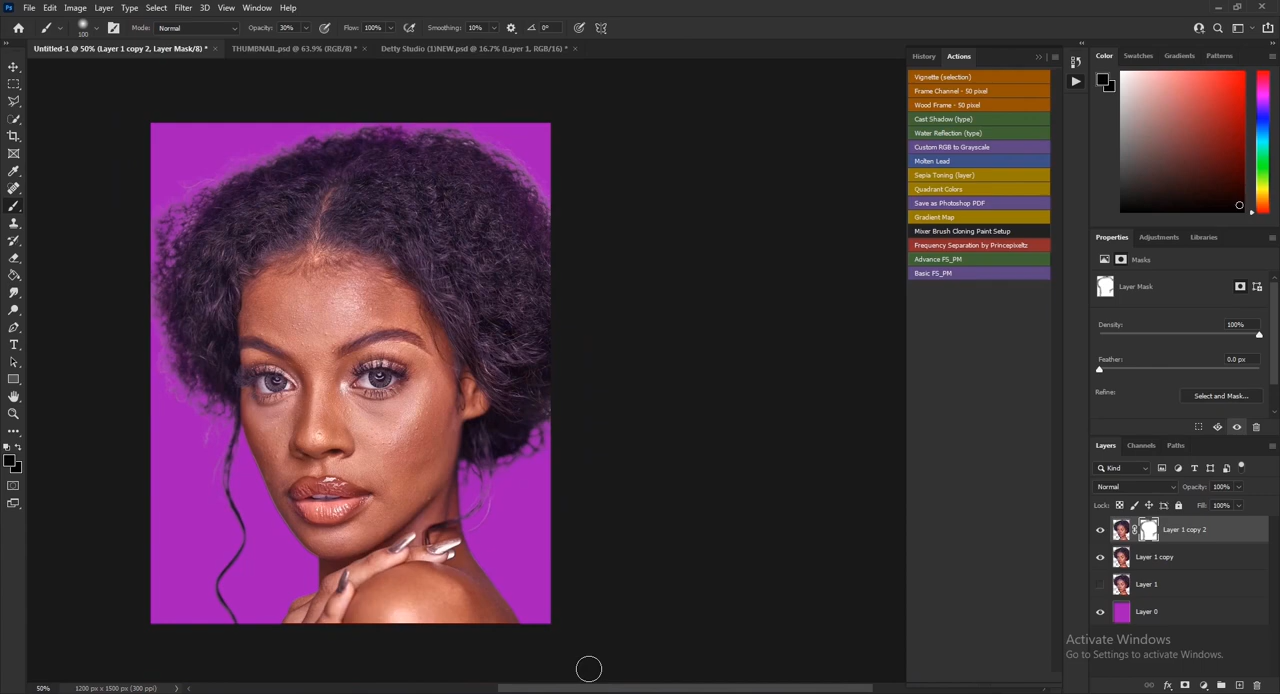 Ps File Edit Image Layer Type Select Filter 3D View Window Help
100 Mode: Normal Opacity: 30% Flow: 100% Smoothing: 10% 0°
Untitled-1 @ 50% (Layer 1 copy 2, Layer Mask/8) * × THUMBNAIL.psd @ 63.9% (RGB/8) * × Detty Studio (1)NEW.psd @ 16.7% (Layer 1, RGB/16) * ×
History Actions
Vignette (selection)
Frame Channel - 50 pixel
Wood Frame - 50 pixel
Cast Shadow (type)
Water Reflection (type)
Custom RGB to Grayscale
Molten Lead
Sepia Toning (layer)
Quadrant Colors
Save as Photoshop PDF
Gradient Map
Mixer Brush Cloning Paint Setup
Frequency Separation by Princepixeltz
Advance FS_PM
Basic FS_PM
Color Swatches Gradients Patterns
Properties Adjustments Libraries
Masks
Layer Mask
Density: 100%
Feather: 0.0 px
Refine: Select and Mask...
Layers Channels Paths
Kind
Normal Opacity: 100%
Lock: Fill: 100%
Layer 1 copy 2
Layer 1 copy
Layer 1
Layer 0
Activate Windows
Go to Settings to activate Windows.
50% 1200 px x 1500 px (300 ppi)